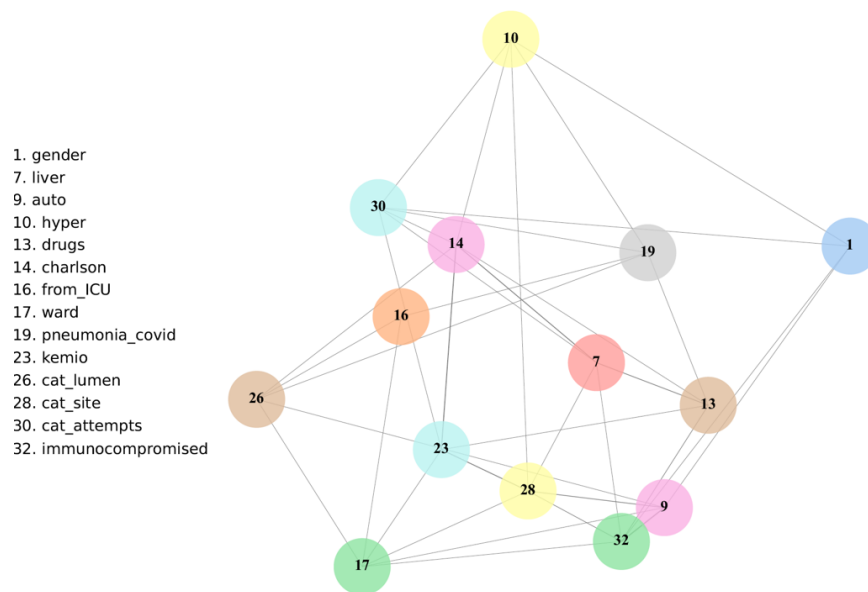 1. gender
7. liver
9. auto
10. hyper
13. drugs
14. charlson
16. from_ICU
17. ward
19. pneumonia_covid
23. kemio
26. cat_lumen
28. cat_site
30. cat_attempts
32. immunocompromised
10
30
14
19
1
16
7
26
13
23
28
9
32
17